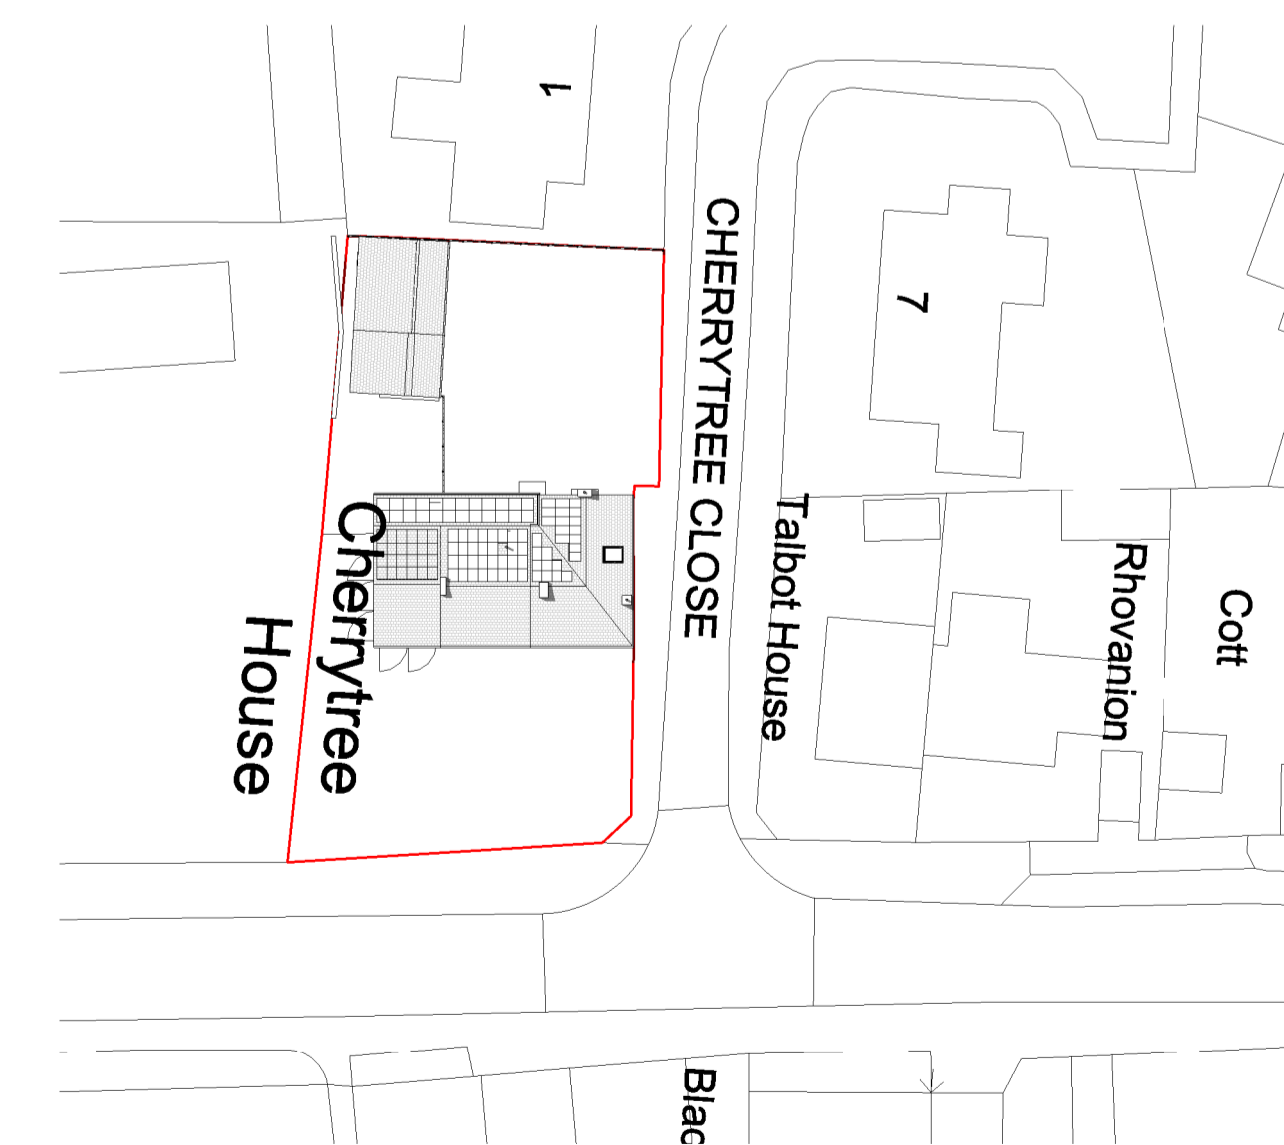 1
CHERRYTREE CLOSE
7
Talbot House
Rhovanion
Cott
Cherrytree
House
Blac